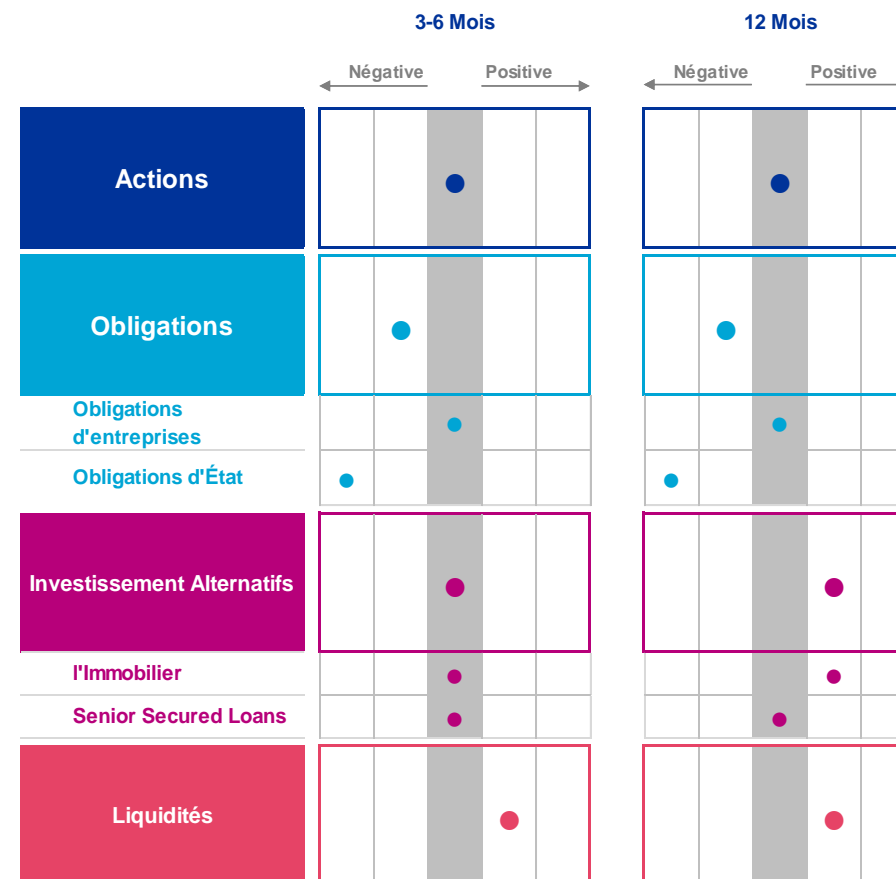 3-6 Mois
12 Mois
Négative
Positive
Négative
Positive
Actions
Obligations
Obligations
d'entreprises
Obligations d'État
Investissement Alternatifs
l'Immobilier
Senior Secured Loans
Liquidités